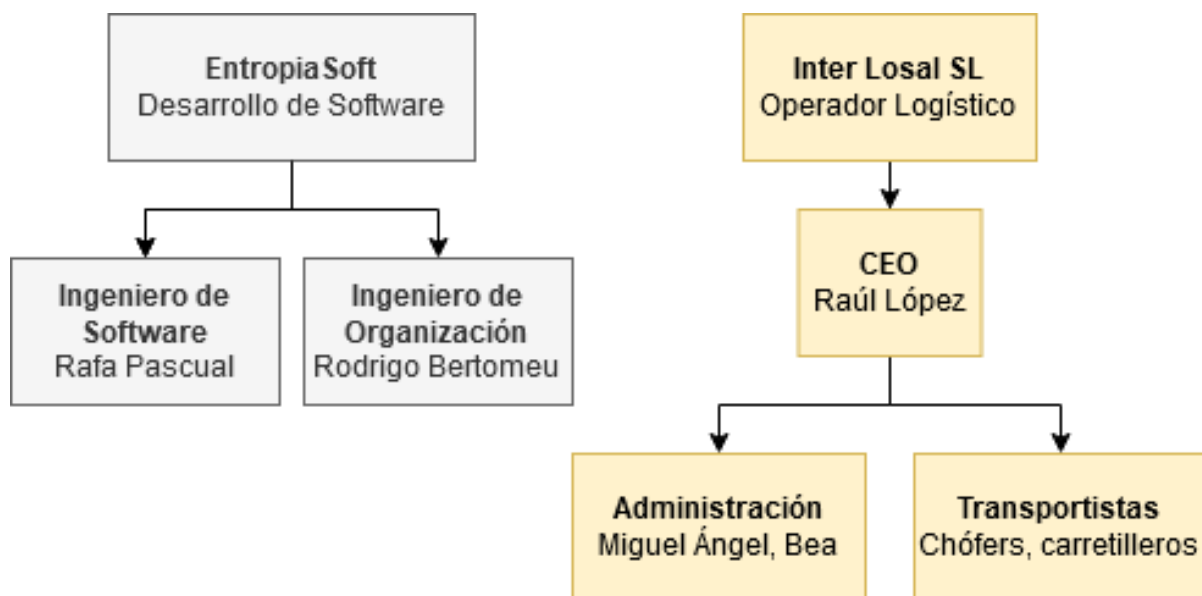 EntropiaSoft
Desarrollo de Software
Ingeniero de
Software
Rafa Pascual
Ingeniero de
Organización
Rodrigo Bertomeu
Inter Losal SL
Operador Logístico
CEO
Raúl López
Administración
Miguel Ángel, Bea
Transportistas
Chófers, carretilleros